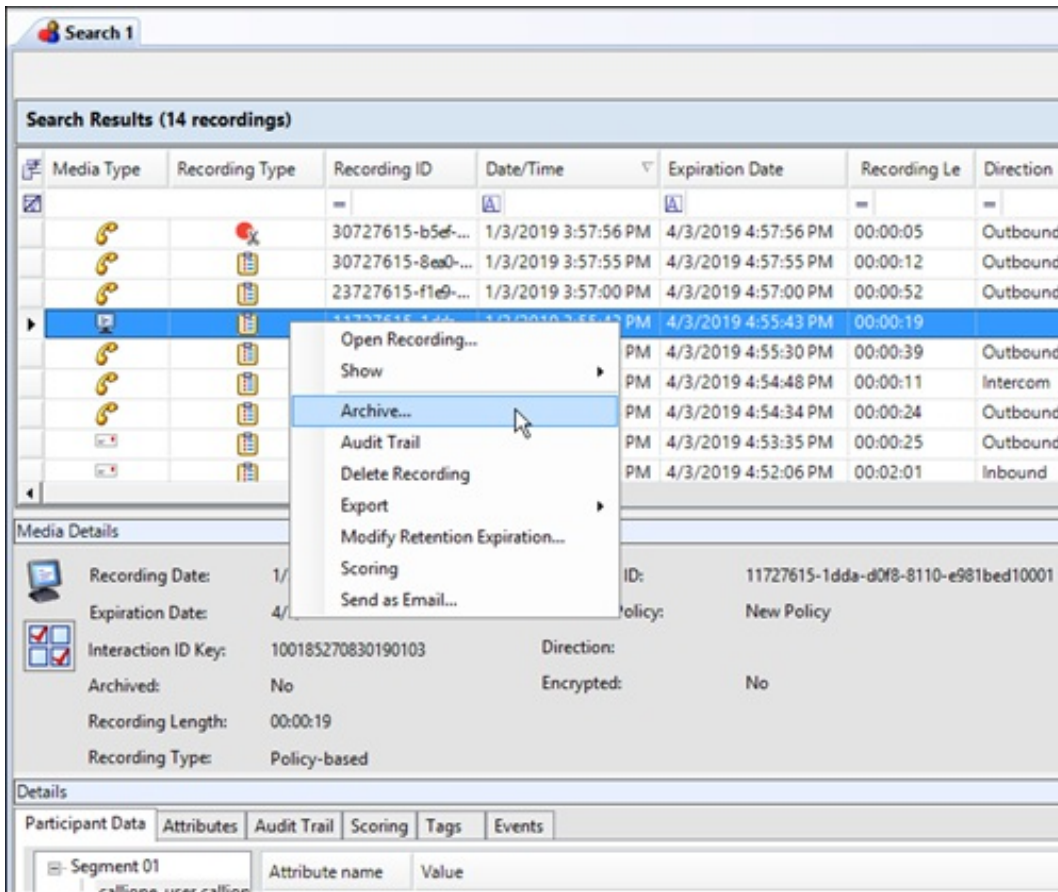 Search 1
Search Results (14 recordings)
Media Type Recording Type Recording ID Date/Time Expiration Date Recording Le Direction
= A A = =
30727615-b5ef-... 1/3/2019 3:57:56 PM 4/3/2019 4:57:56 PM 00:00:05 Outbound
30727615-8ea0-... 1/3/2019 3:57:55 PM 4/3/2019 4:57:55 PM 00:00:12 Outbound
23727615-f1e9-... 1/3/2019 3:57:00 PM 4/3/2019 4:57:00 PM 00:00:52 Outbound
PM 4/3/2019 4:55:43 PM 00:00:19
Open Recording...
PM 4/3/2019 4:55:30 PM 00:00:39 Outbound
Show
PM 4/3/2019 4:54:48 PM 00:00:11 Intercom
Archive...
PM 4/3/2019 4:54:34 PM 00:00:24 Outbound
Audit Trail
PM 4/3/2019 4:53:35 PM 00:00:25 Outbound
Delete Recording
PM 4/3/2019 4:52:06 PM 00:02:01 Inbound
Export
Modify Retention Expiration...
Scoring
Send as Email...
Media Details
Recording Date: 1/ ID: 11727615-1dda-d0f8-8110-e981bed10001
Expiration Date: 4/ Policy: New Policy
Interaction ID Key: 100185270830190103 Direction:
Archived: No Encrypted: No
Recording Length: 00:00:19
Recording Type: Policy-based
Details
Participant Data Attributes Audit Trail Scoring Tags Events
Segment 01 Attribute name Value